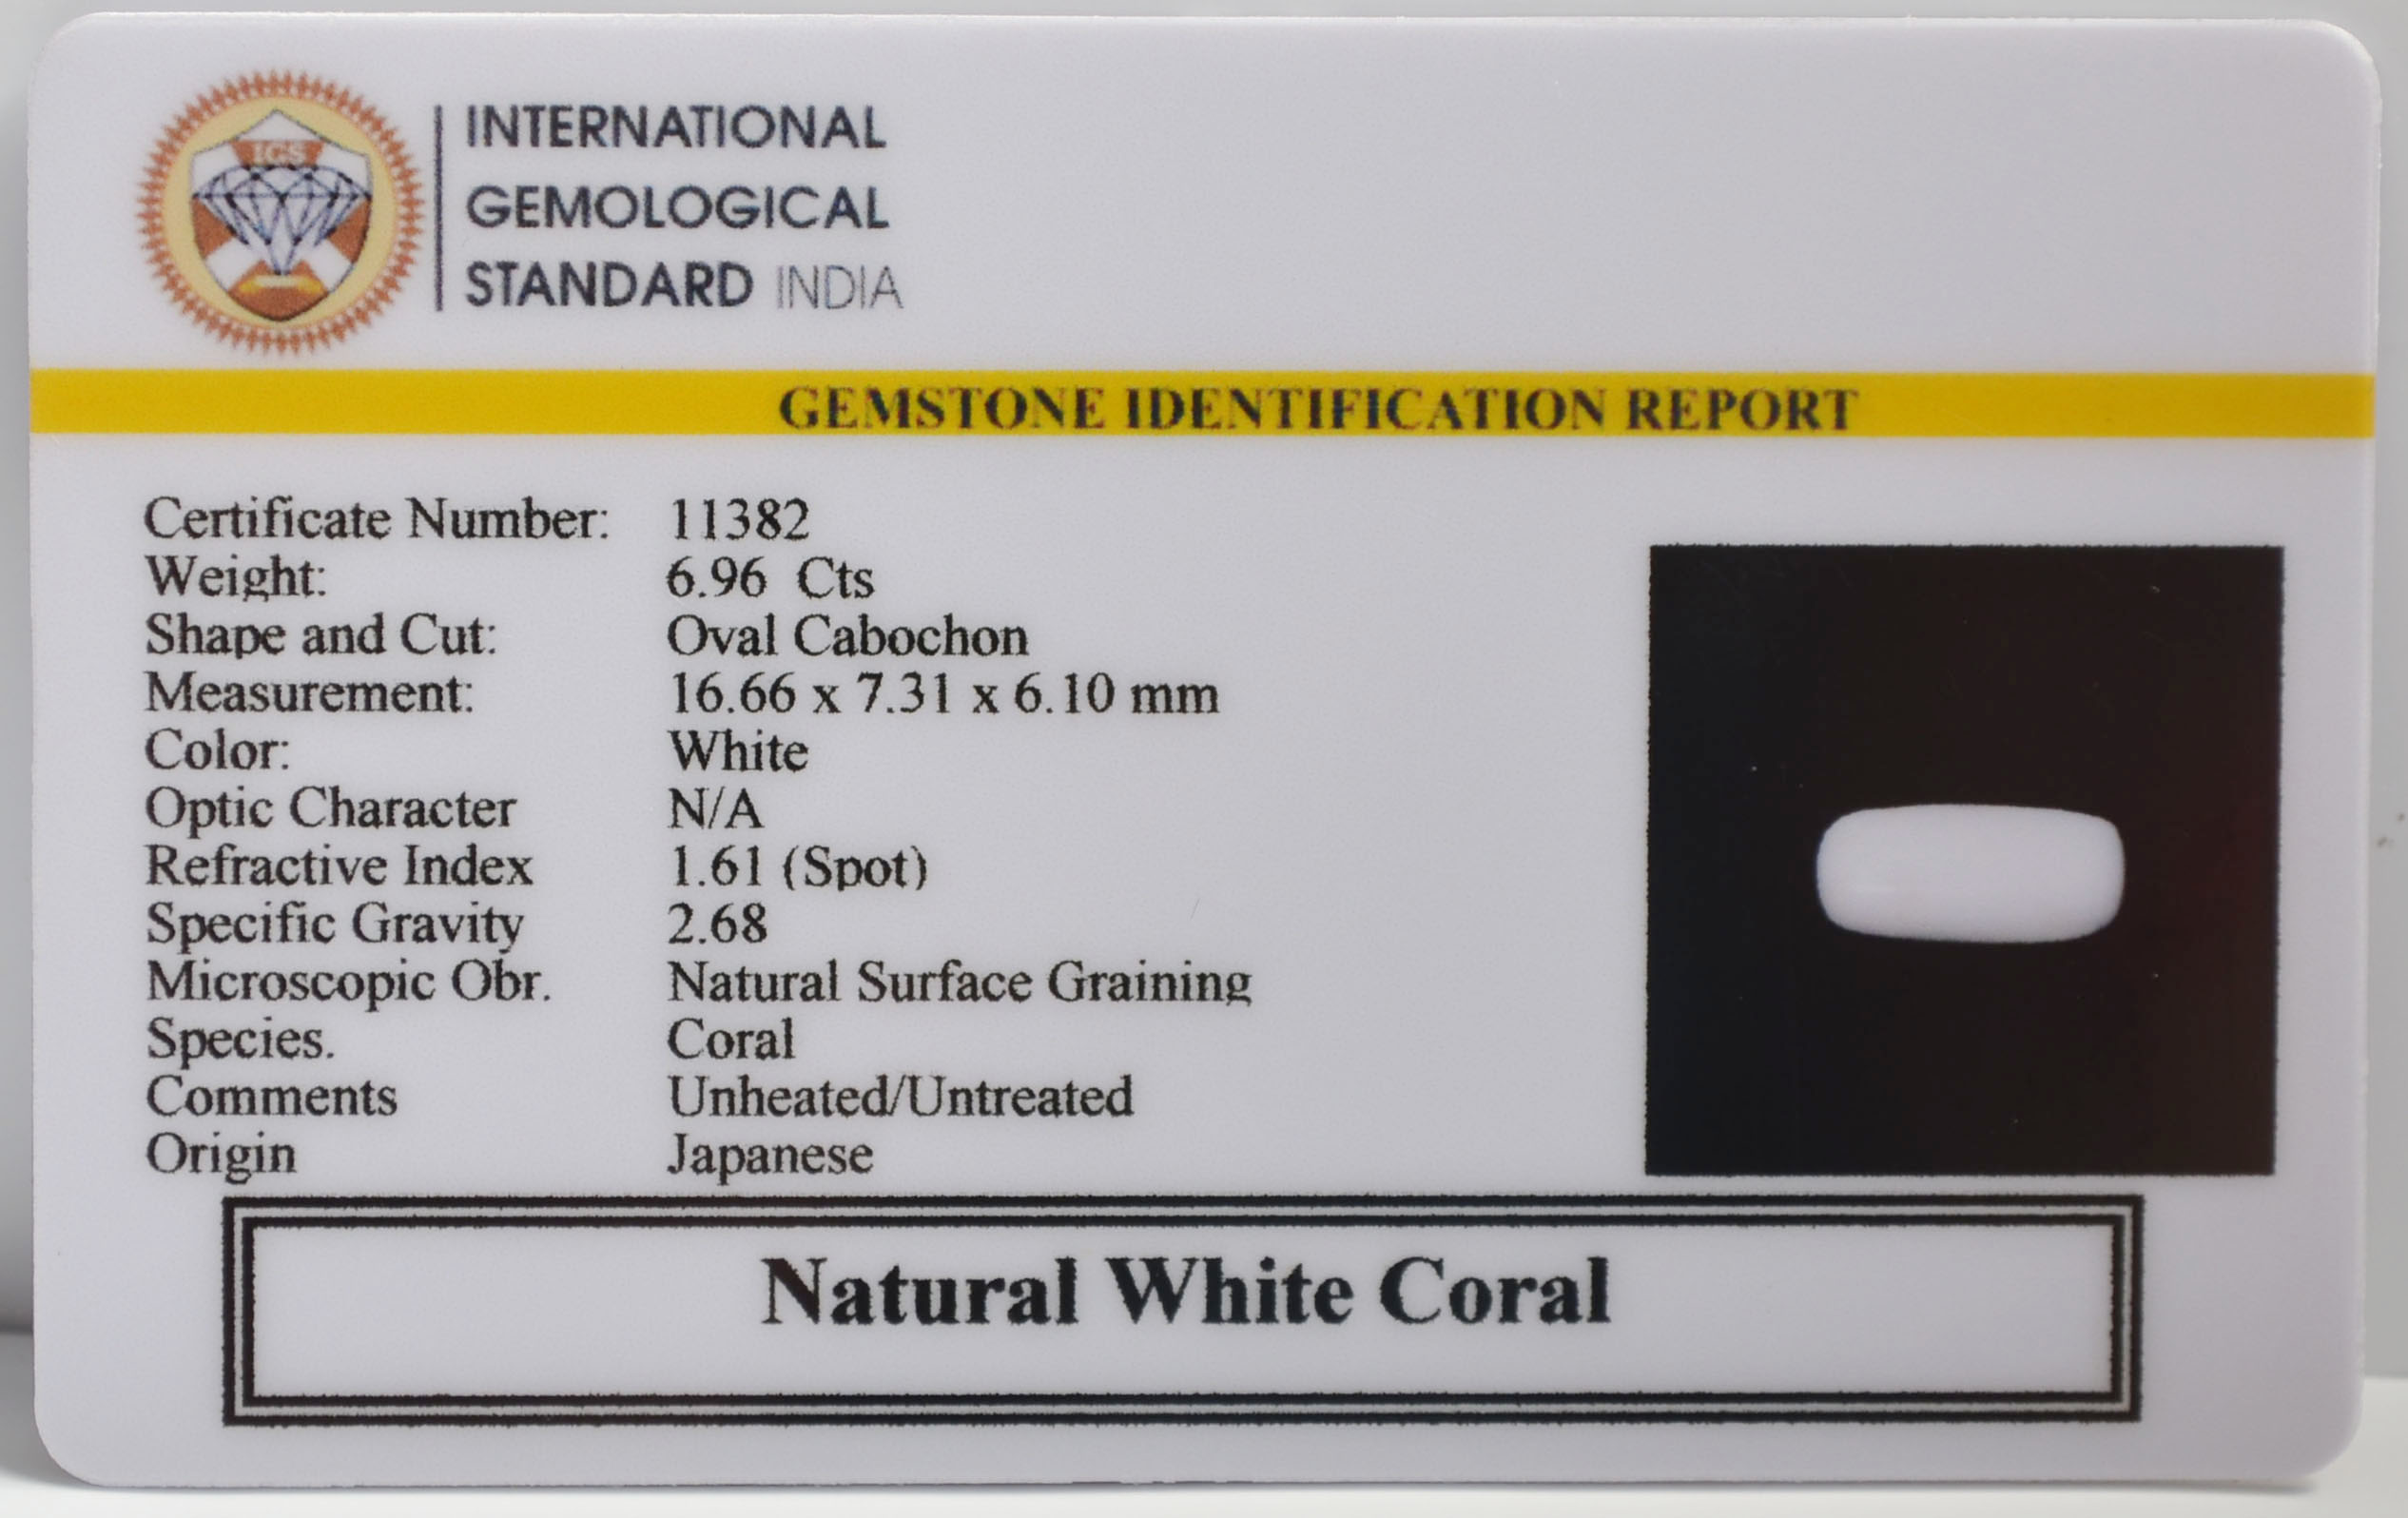 IGS
INTERNATIONAL
GEMOLOGICAL
STANDARD INDIA
GEMSTONE IDENTIFICATION REPORT
Certificate Number: 11382
Weight: 6.96 Cts
Shape and Cut: Oval Cabochon
Measurement: 16.66 x 7.31 x 6.10 mm
Color: White
Optic Character N/A
Refractive Index 1.61 (Spot)
Specific Gravity 2.68
Microscopic Obr. Natural Surface Graining
Species. Coral
Comments Unheated/Untreated
Origin Japanese
Natural White Coral